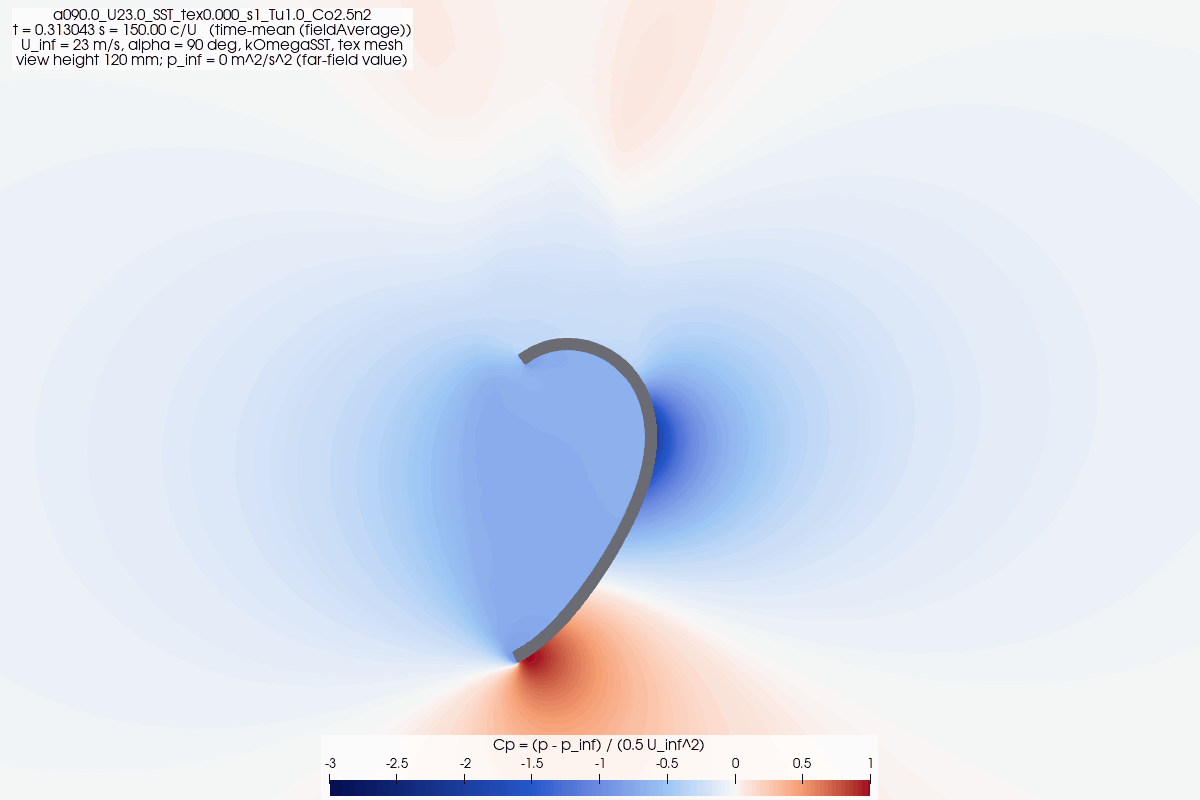 a090.0_U23.0_SST_tex0.000_s1_Tu1.0_Co2.5n2
t = 0.313043 s = 150.00 c/U (time-mean (fieldAverage))
U_inf = 23 m/s, alpha = 90 deg, kOmegaSST, tex mesh
view height 120 mm; p_inf = 0 m^2/s^2 (far-field value)
Cp = (p - p_inf) / (0.5 U_inf^2)
-3 -2.5 -2 -1.5 -1 -0.5 0 0.5 1